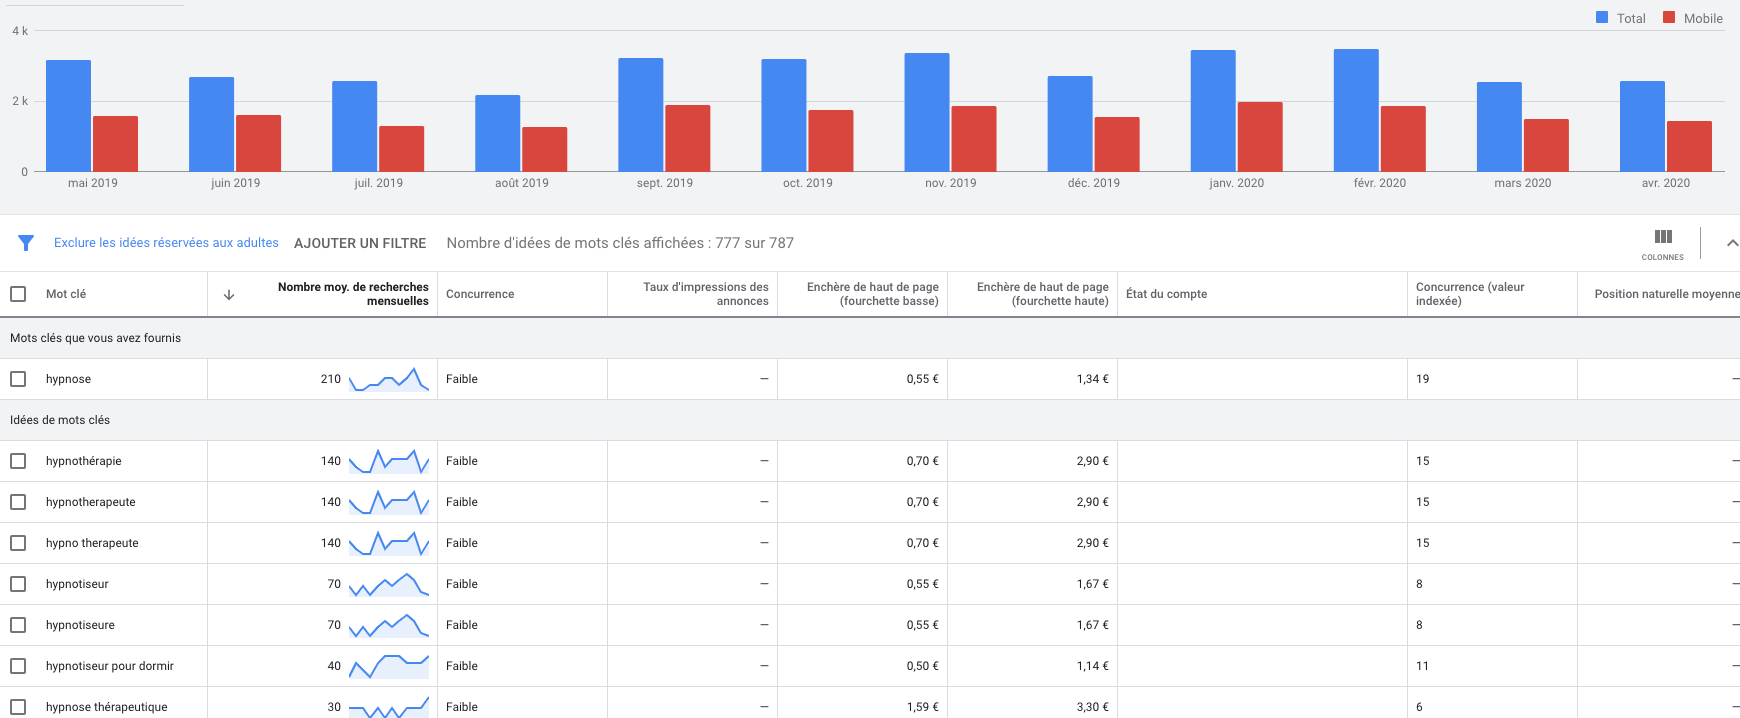 Total Mobile
4 k
2 k
0
mai 2019 juin 2019 juil. 2019 août 2019 sept. 2019 oct. 2019 nov. 2019 déc. 2019 janv. 2020 févr. 2020 mars 2020 avr. 2020
Exclure les idées réservées aux adultes AJOUTER UN FILTRE Nombre d'idées de mots clés affichées : 777 sur 787
COLONNES
Mot clé
Nombre moy. de recherches
mensuelles
Concurrence
Taux d'impressions des
annonces
Enchère de haut de page
(fourchette basse)
Enchère de haut de page
(fourchette haute)
État du compte
Concurrence (valeur
indexée)
Position naturelle moyenne
Mots clés que vous avez fournis
hypnose 210 Faible – 0,55 € 1,34 € 19 –
Idées de mots clés
hypnothérapie 140 Faible – 0,70 € 2,90 € 15 –
hypnotherapeute 140 Faible – 0,70 € 2,90 € 15 –
hypno therapeute 140 Faible – 0,70 € 2,90 € 15 –
hypnotiseur 70 Faible – 0,55 € 1,67 € 8 –
hypnotiseure 70 Faible – 0,55 € 1,67 € 8 –
hypnotiseur pour dormir 40 Faible – 0,50 € 1,14 € 11 –
hypnose thérapeutique 30 Faible – 1,59 € 3,30 € 6 –